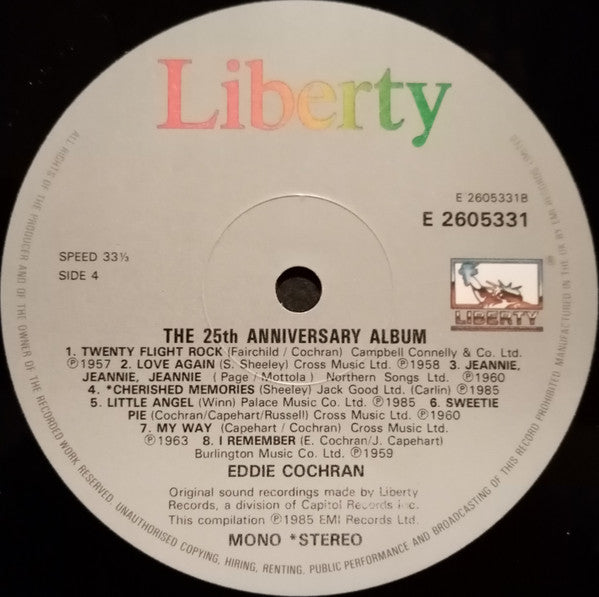 Liberty
E 2605331B
E 2605331
SPEED 33⅓
SIDE 4
LIBERTY
THE 25th ANNIVERSARY ALBUM
1. TWENTY FLIGHT ROCK (Fairchild / Cochran) Campbell Connelly & Co. Ltd.
℗1957 2. LOVE AGAIN (S. Sheeley) Cross Music Ltd. ℗1958 3. JEANNIE,
JEANNIE, JEANNIE (Page / Mottola) Northern Songs Ltd. ℗1960
4. *CHERISHED MEMORIES (Sheeley) Jack Good Ltd. (Carlin) ℗1985
5. LITTLE ANGEL (Winn) Palace Music Co. Ltd. ℗1985 6. SWEETIE
PIE (Cochran/Capehart/Russell) Cross Music Ltd. ℗1960
7. MY WAY (Capehart / Cochran) Cross Music Ltd.
℗1963 8. I REMEMBER (E. Cochran/J. Capehart)
Burlington Music Co. Ltd. ℗1959
EDDIE COCHRAN
Original sound recordings made by Liberty
Records, a division of Capitol Records Inc.
This compilation ℗1985 EMI Records Ltd.
MONO *STEREO
ALL RIGHTS OF THE PRODUCER AND OF THE OWNER OF THE RECORDED WORK RESERVED. UNAUTHORISED COPYING, HIRING, RENTING, PUBLIC PERFORMANCE AND BROADCASTING OF THIS RECORD PROHIBITED. MANUFACTURED IN THE UK BY EMI RECORDS LIMITED